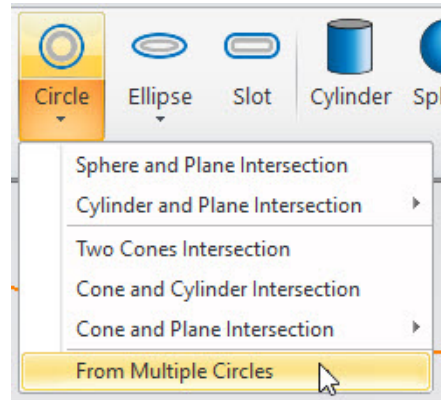 Circle Ellipse Slot Cylinder
Sphere and Plane Intersection
Cylinder and Plane Intersection
Two Cones Intersection
Cone and Cylinder Intersection
Cone and Plane Intersection
From Multiple Circles